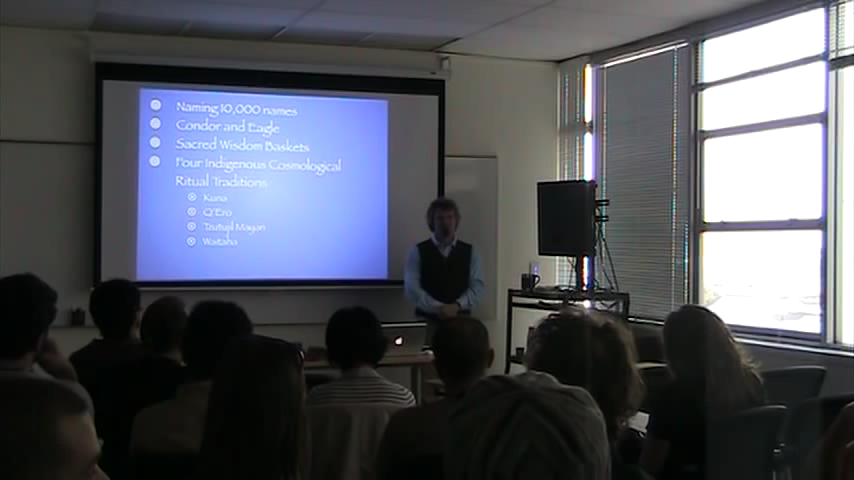 Naming 10,000 names
Condor and Eagle
Sacred Wisdom Baskets
Four Indigenous Cosmological
Ritual Traditions
Kuna
Q'Ero
Tzutujil Mayan
Waitaha